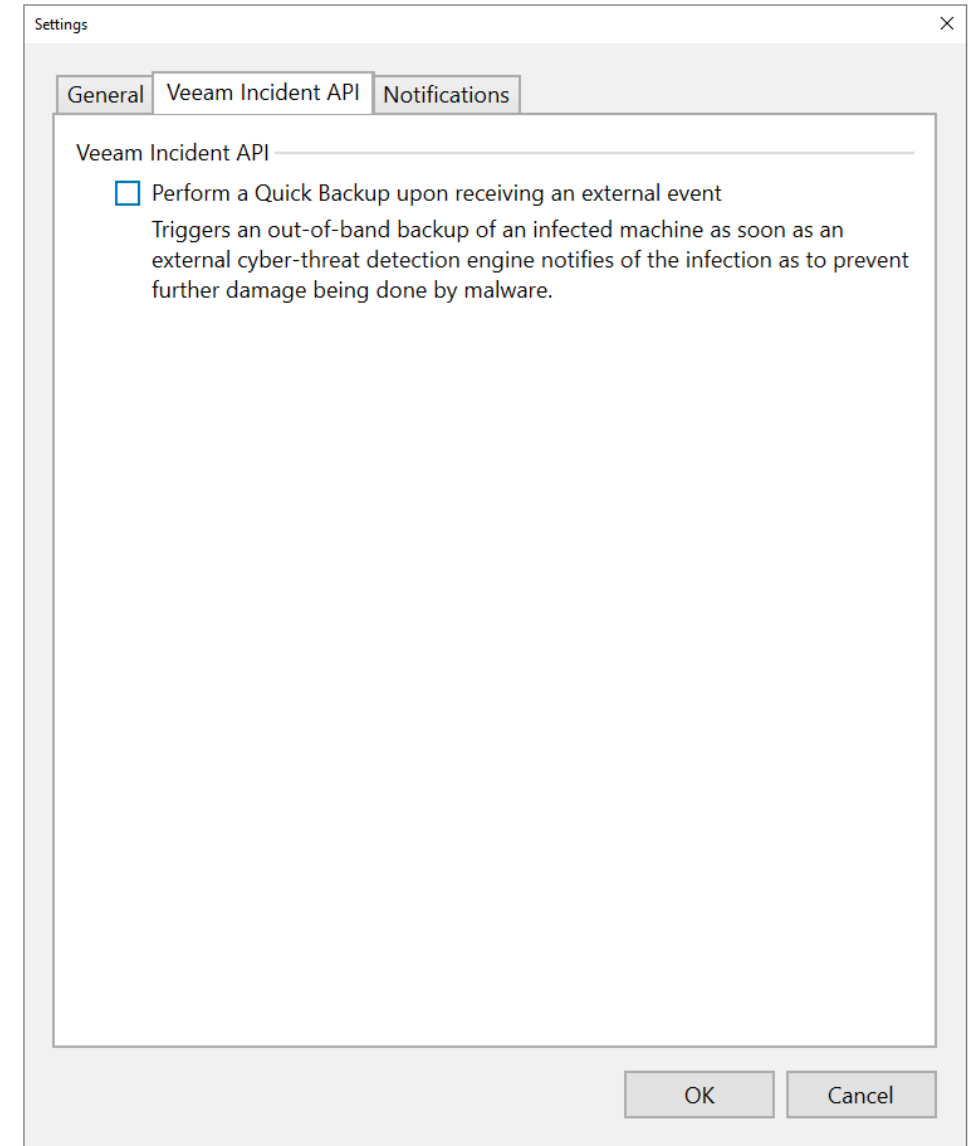 Settings
General Veeam Incident API Notifications
Veeam Incident API
Perform a Quick Backup upon receiving an external event
Triggers an out-of-band backup of an infected machine as soon as an
external cyber-threat detection engine notifies of the infection as to prevent
further damage being done by malware.
OK Cancel